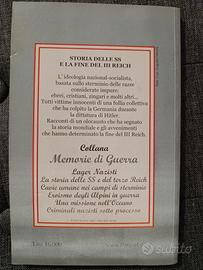 STORIA DELLE SS
E LA FINE DEL III REICH
L'ideologia nazional-socialista,
basata sullo sterminio delle razze
considerate impure:
ebrei, cristiani, zingari e molti altri...
Tutti vittime innocenti di una follia collettiva
che ha colpito la Germania durante
la dittatura di Hitler.
Racconti di un olocausto che ha segnato
la storia mondiale e gli avvenimenti
che hanno determinato la fine del III Reich.
Collana
Memorie di Guerra
Lager Nazisti
La storia delle SS e del terzo Reich
Cavie umane nei campi di sterminio
Eroismo degli Alpini in guerra
Una missione nell'Oceano
Criminali nazisti sotto processo
Lire 16.000
subito